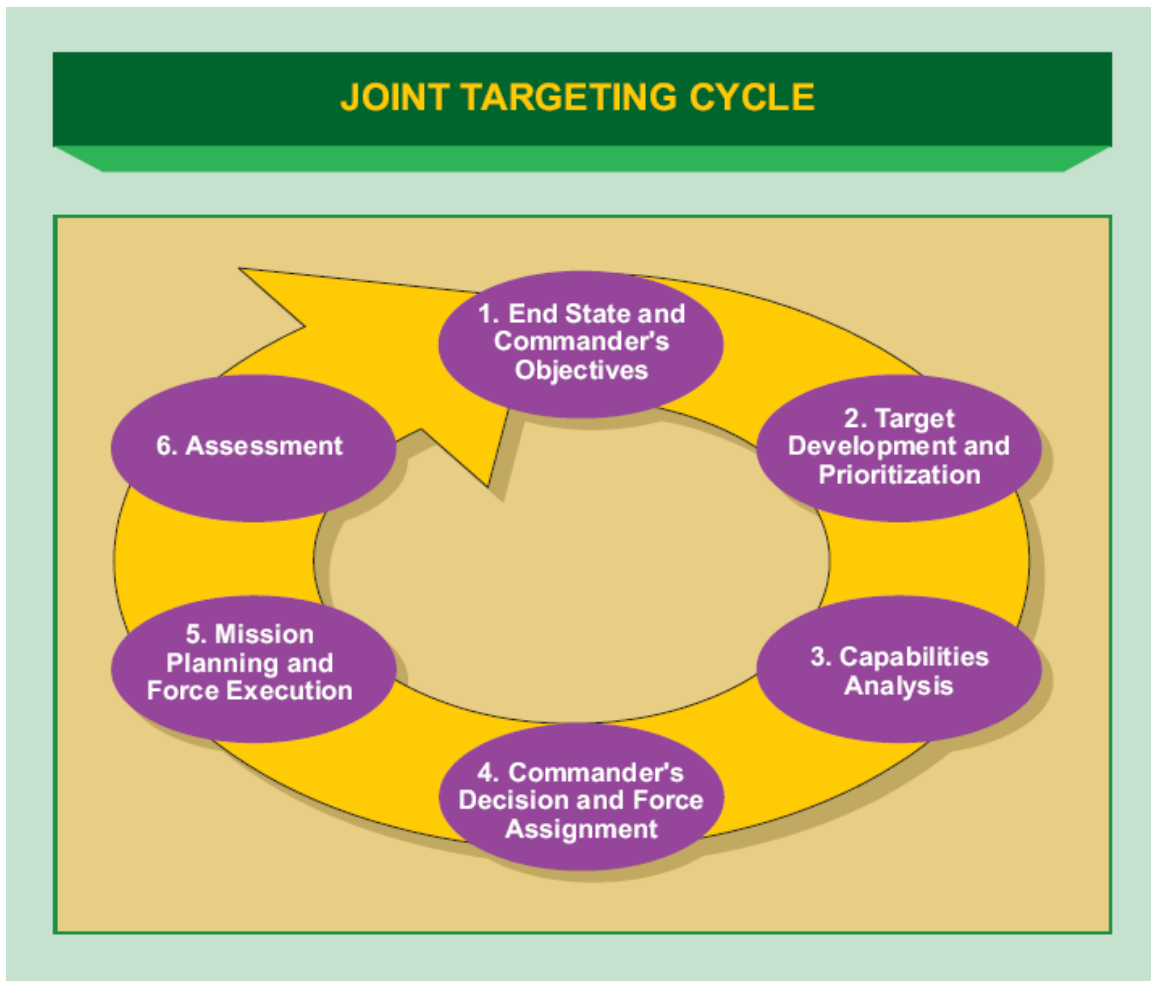 JOINT TARGETING CYCLE
1. End State and
Commander's
Objectives
2. Target
Development and
Prioritization
3. Capabilities
Analysis
4. Commander's
Decision and Force
Assignment
5. Mission
Planning and
Force Execution
6. Assessment